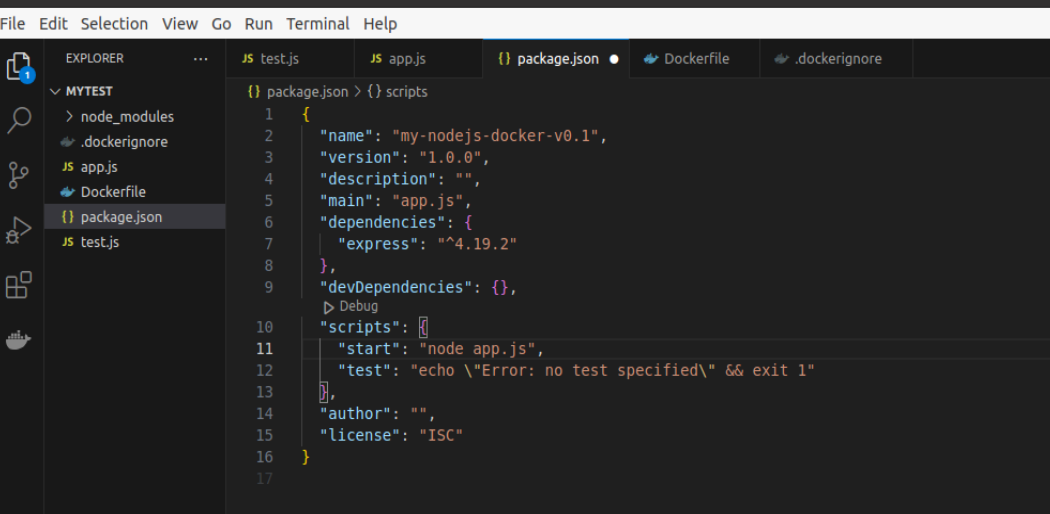 File Edit Selection View Go Run Terminal Help
1
EXPLORER ...
MYTEST
node_modules
.dockerignore
JS app.js
Dockerfile
{} package.json
JS test.js
JS test.js JS app.js {} package.json Dockerfile .dockerignore
{} package.json > {} scripts
1 {
2 "name": "my-nodejs-docker-v0.1",
3 "version": "1.0.0",
4 "description": "",
5 "main": "app.js",
6 "dependencies": {
7 "express": "^4.19.2"
8 },
9 "devDependencies": {},
Debug
10 "scripts": {
11 "start": "node app.js",
12 "test": "echo \"Error: no test specified\" && exit 1"
13 },
14 "author": "",
15 "license": "ISC"
16 }
17